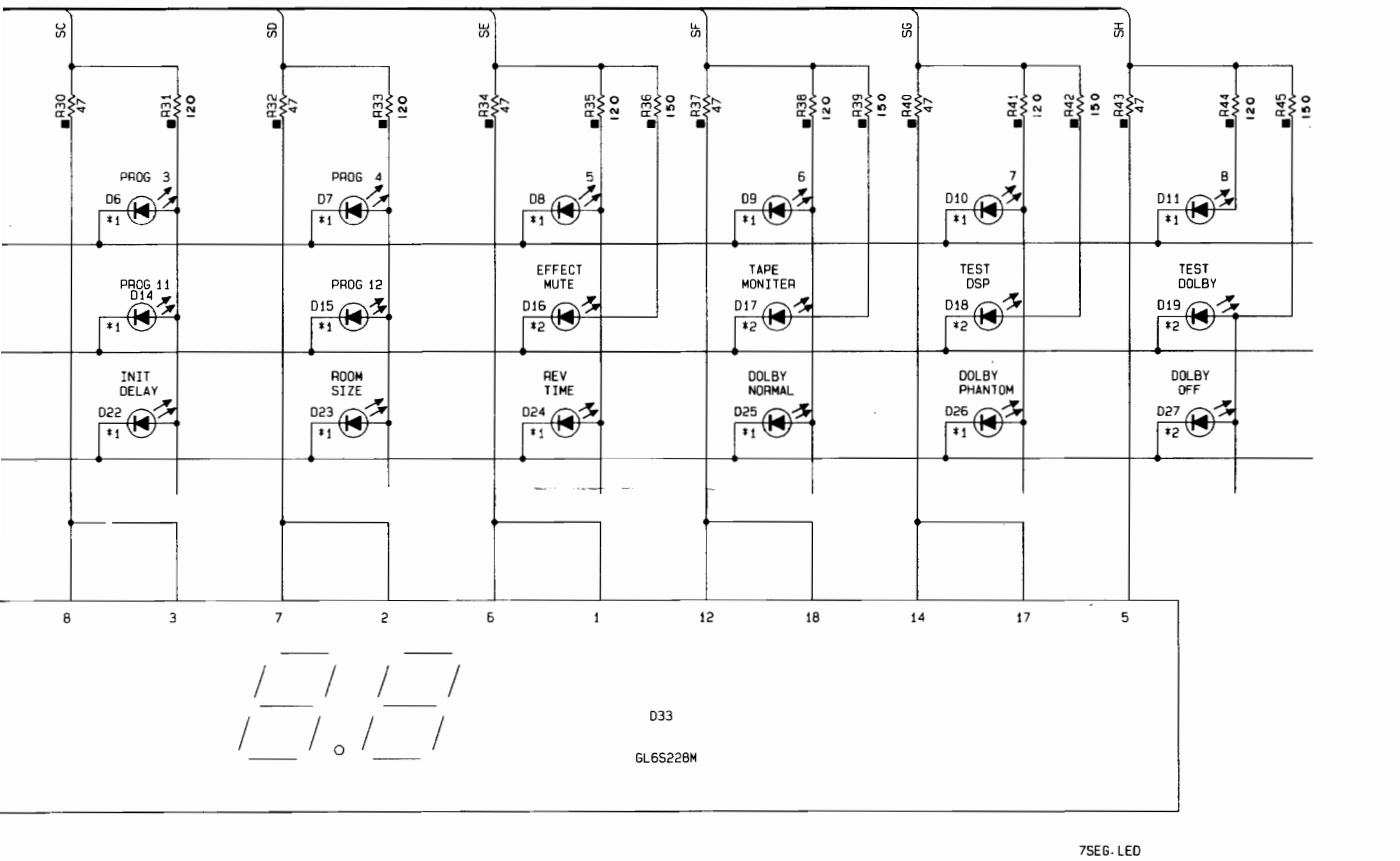 SC SD SE SF SG SH
R30 47 R31 120 R32 47 R33 120 R34 47 R35 120 R36 150 R37 47 R38 120 R39 150 R40 47 R41 120 R42 150 R43 47 R44 120 R45 150
PROG 3 PROG 4 5 6 7 8
D6 D7 D8 D9 D10 D11
*1 *1 *1 *1 *1 *1
EFFECT TAPE TEST TEST
PROG 11 PROG 12 MUTE MONITER DSP DOLBY
D14 D15 D16 D17 D18 D19
*1 *1 *2 *2 *2 *2
INIT ROOM REV DOLBY DOLBY DOLBY
DELAY SIZE TIME NORMAL PHANTOM OFF
D22 D23 D24 D25 D26 D27
*1 *1 *1 *1 *1 *2
8 3 7 2 6 1 12 18 14 17 5
D33
GL6S228M
7SEG. LED